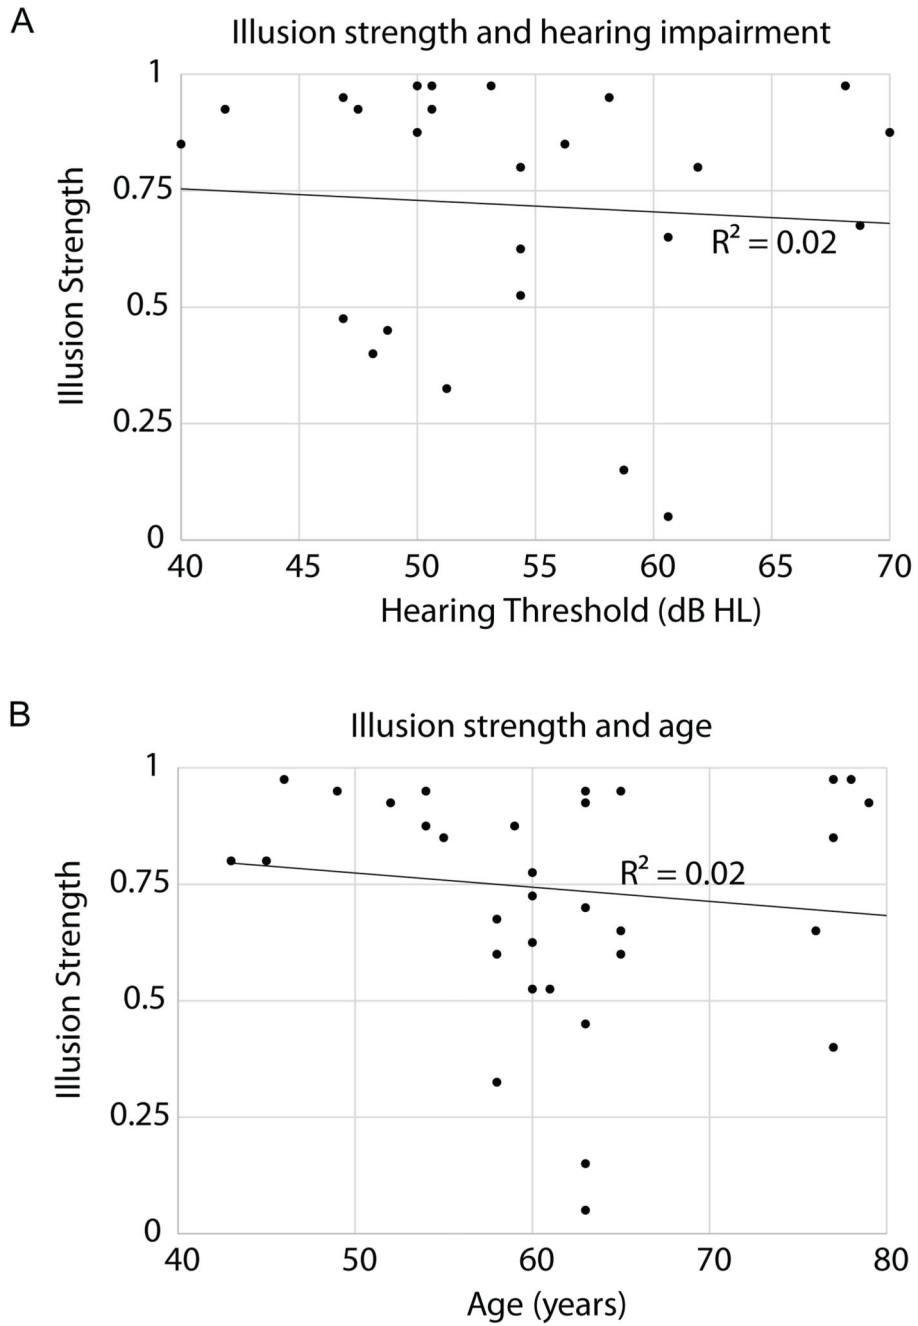 A
Illusion strength and hearing impairment
1
0.75
0.5
0.25
0
Illusion Strength
R² = 0.02
40 45 50 55 60 65 70
Hearing Threshold (dB HL)
B
Illusion strength and age
1
0.75
0.5
0.25
0
Illusion Strength
R² = 0.02
40 50 60 70 80
Age (years)